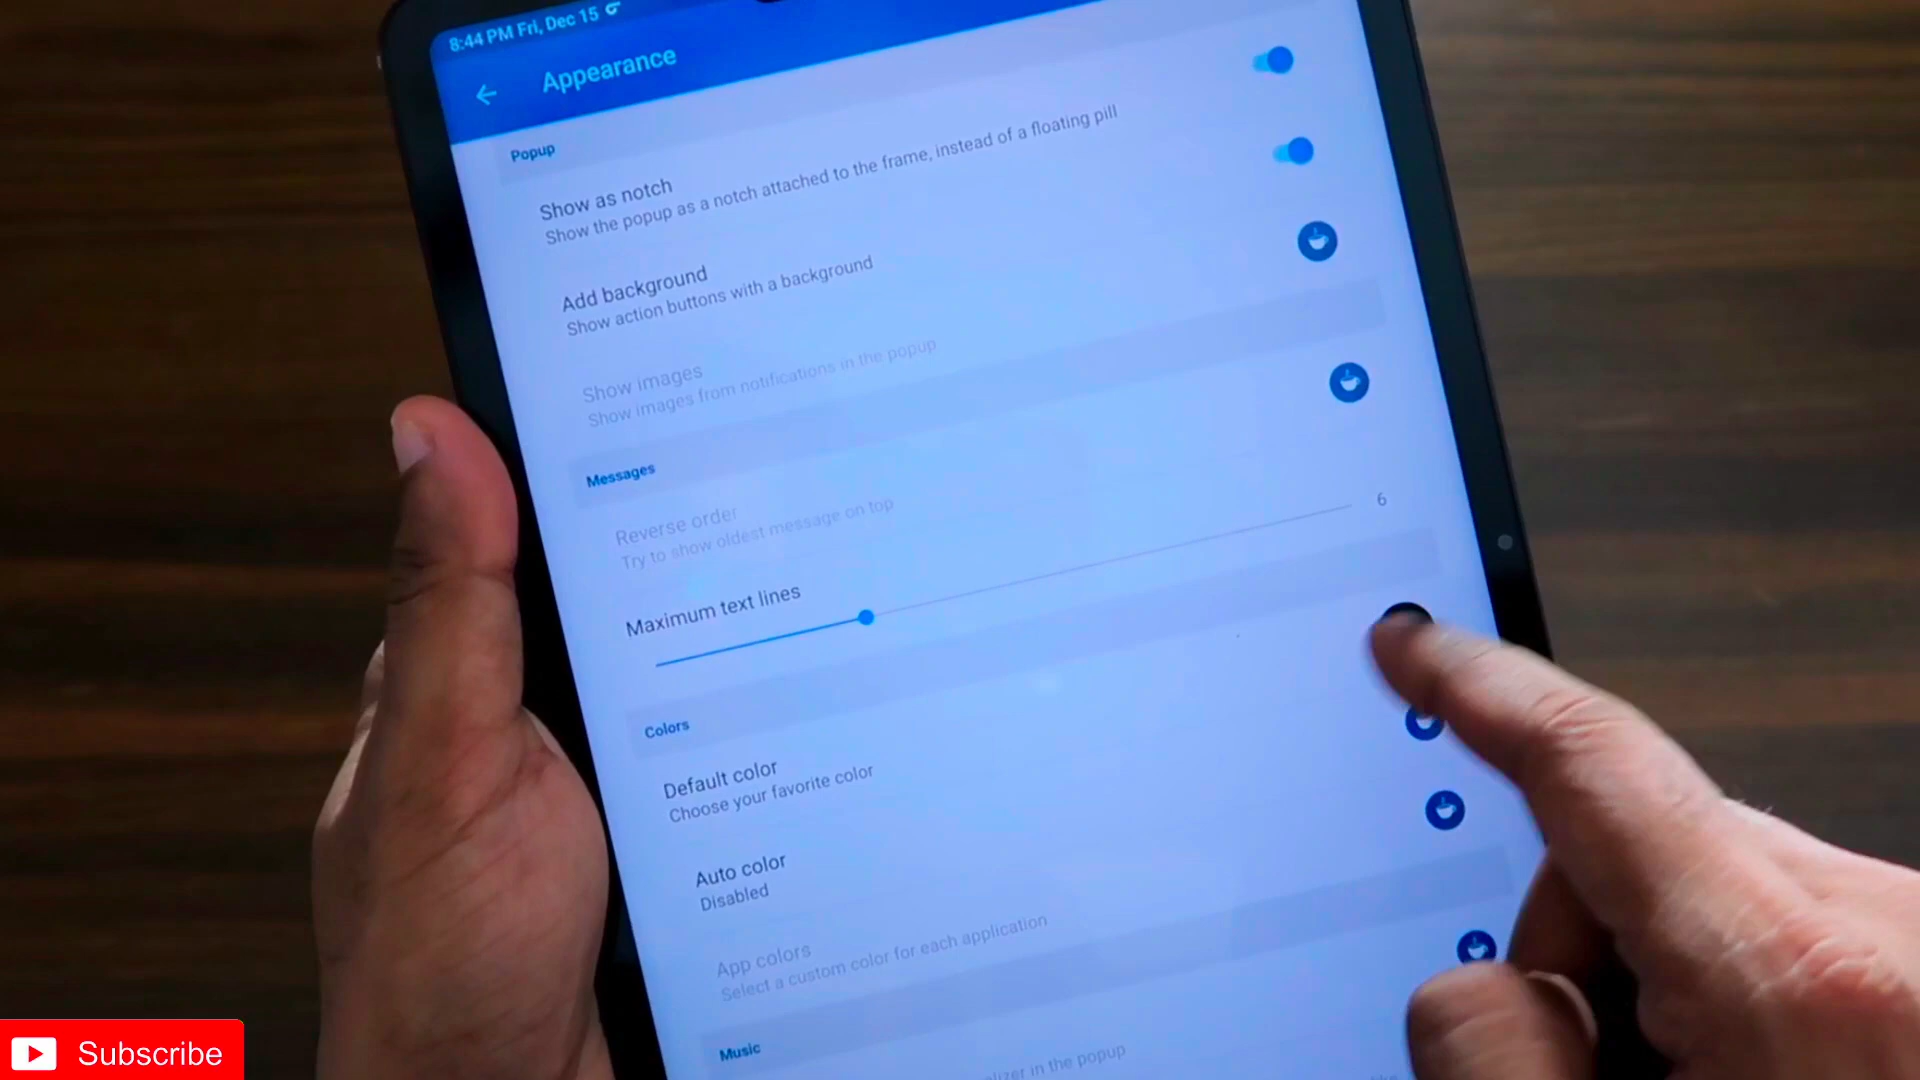 8:44 PM Fri, Dec 15
Appearance
Popup
Show as notch
Show the popup as a notch attached to the frame, instead of a floating pill
Add background
Show action buttons with a background
Show images
Show images from notifications in the popup
Messages
Reverse order
Try to show oldest message on top
Maximum text lines
6
Colors
Default color
Choose your favorite color
Auto color
Disabled
App colors
Select a custom color for each application
Music
in the popup
Subscribe